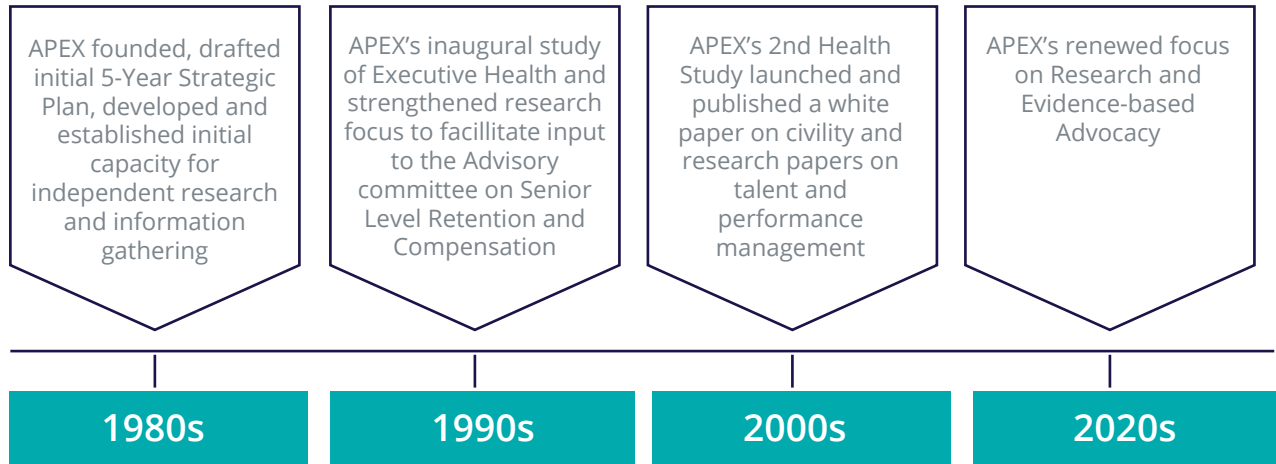 APEX founded, drafted
initial 5-Year Strategic
Plan, developed and
established initial
capacity for
independent research
and information
gathering
APEX’s inaugural study
of Executive Health and
strengthened research
focus to facillitate input
to the Advisory
committee on Senior
Level Retention and
Compensation
APEX’s 2nd Health
Study launched and
published a white
paper on civility and
research papers on
talent and
performance
management
APEX’s renewed focus
on Research and
Evidence-based
Advocacy
1980s
1990s
2000s
2020s